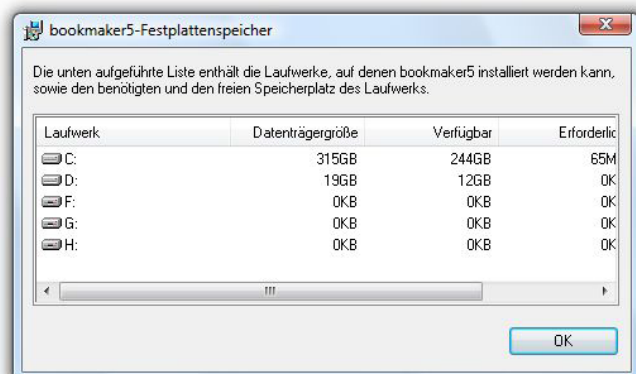 bookmaker5-Festplattenspeicher
Die unten aufgeführte Liste enthält die Laufwerke, auf denen bookmaker5 installiert werden kann,
sowie den benötigten und den freien Speicherplatz des Laufwerks.
Laufwerk Datenträgergröße Verfügbar Erforderlic
C: 315GB 244GB 65M
D: 19GB 12GB 0K
F: 0KB 0KB 0K
G: 0KB 0KB 0K
H: 0KB 0KB 0K
OK